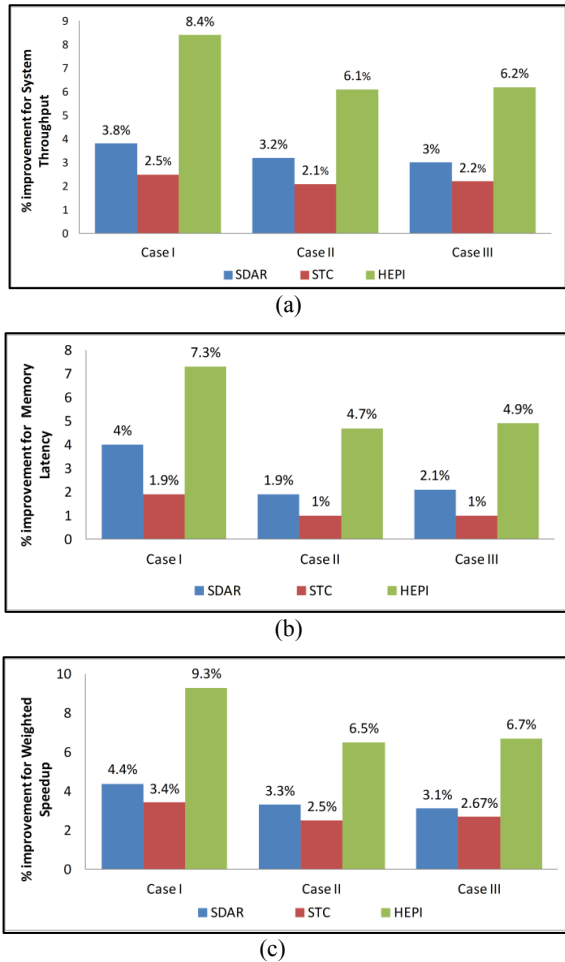 % improvement for System Throughput
9
8
7
6
5
4
3
2
1
0
3.8%
2.5%
8.4%
3.2%
2.1%
6.1%
3%
2.2%
6.2%
Case I
Case II
Case III
SDAR
STC
HEPI
(a)
% improvement for Memory Latency
8
7
6
5
4
3
2
1
0
4%
1.9%
7.3%
1.9%
1%
4.7%
2.1%
1%
4.9%
Case I
Case II
Case III
SDAR
STC
HEPI
(b)
% improvement for Weighted Speedup
10
8
6
4
2
0
4.4%
3.4%
9.3%
3.3%
2.5%
6.5%
3.1%
2.67%
6.7%
Case I
Case II
Case III
SDAR
STC
HEPI
(c)